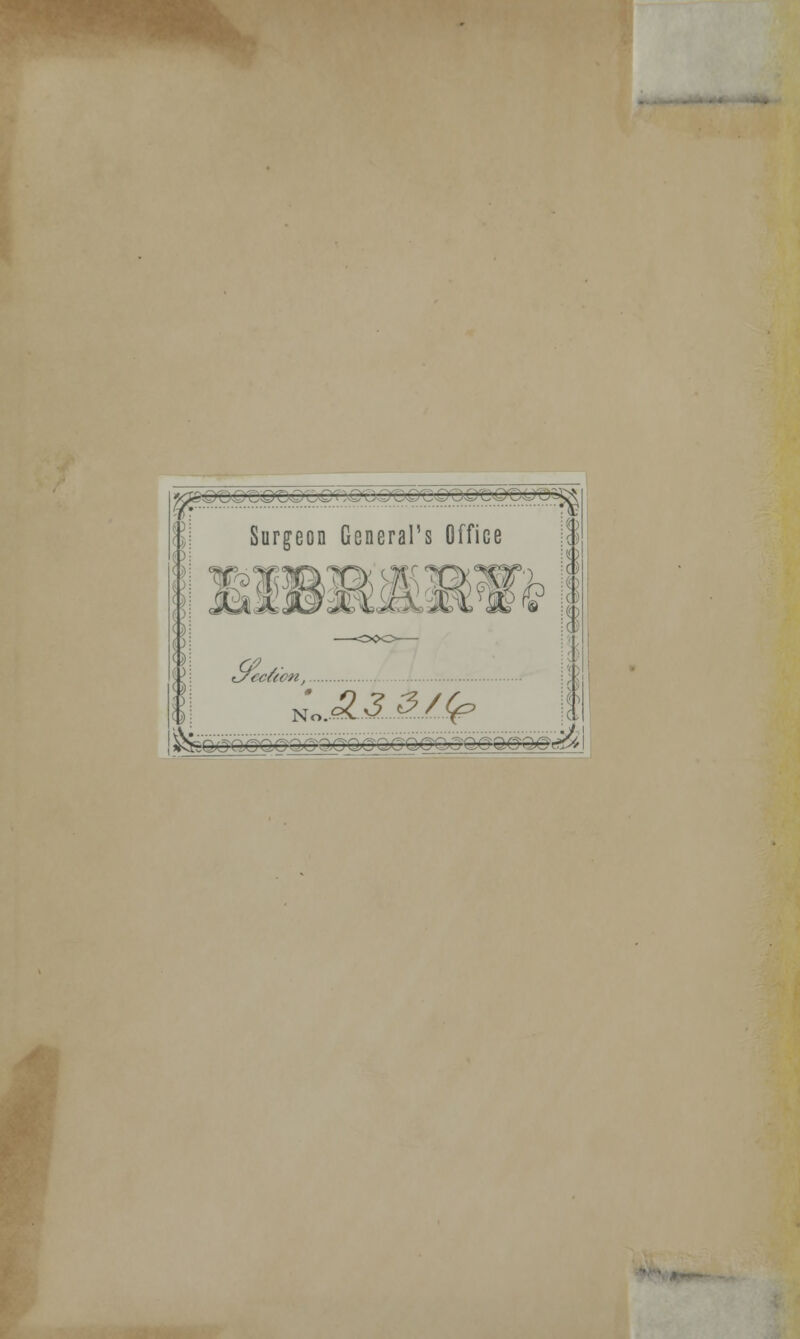 Surgeon General's Office
LIBRARY.
Section,
No. 23316